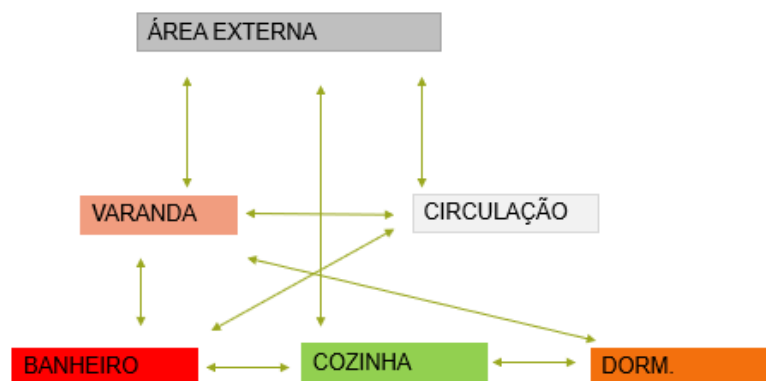 ÁREA EXTERNA
VARANDA
CIRCULAÇÃO
BANHEIRO
COZINHA
DORM.